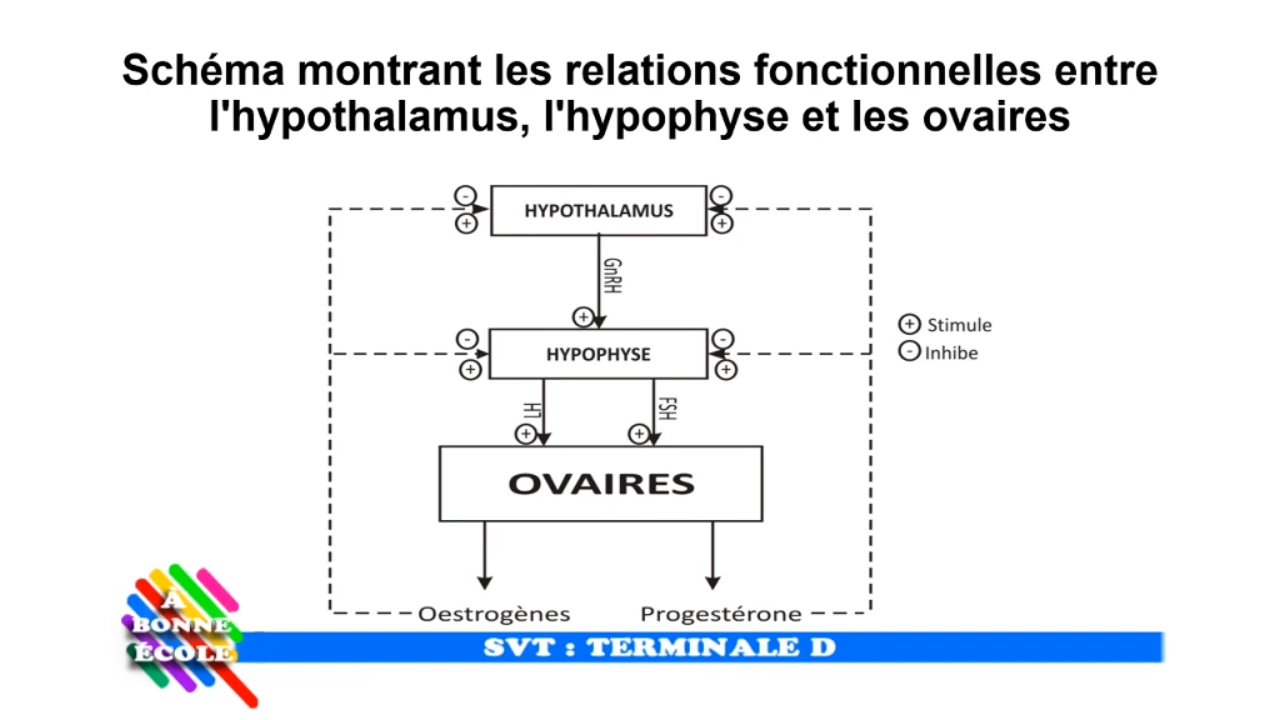 Schéma montrant les relations fonctionnelles entre
l'hypothalamus, l'hypophyse et les ovaires
-
-
HYPOTHALAMUS
+
+
GnRH
+
+ Stimule
- Inhibe
-
-
HYPOPHYSE
+
+
LH
FSH
+
+
OVAIRES
Oestrogènes
Progestérone
À
BONNE
ÉCOLE
SVT : TERMINALE D